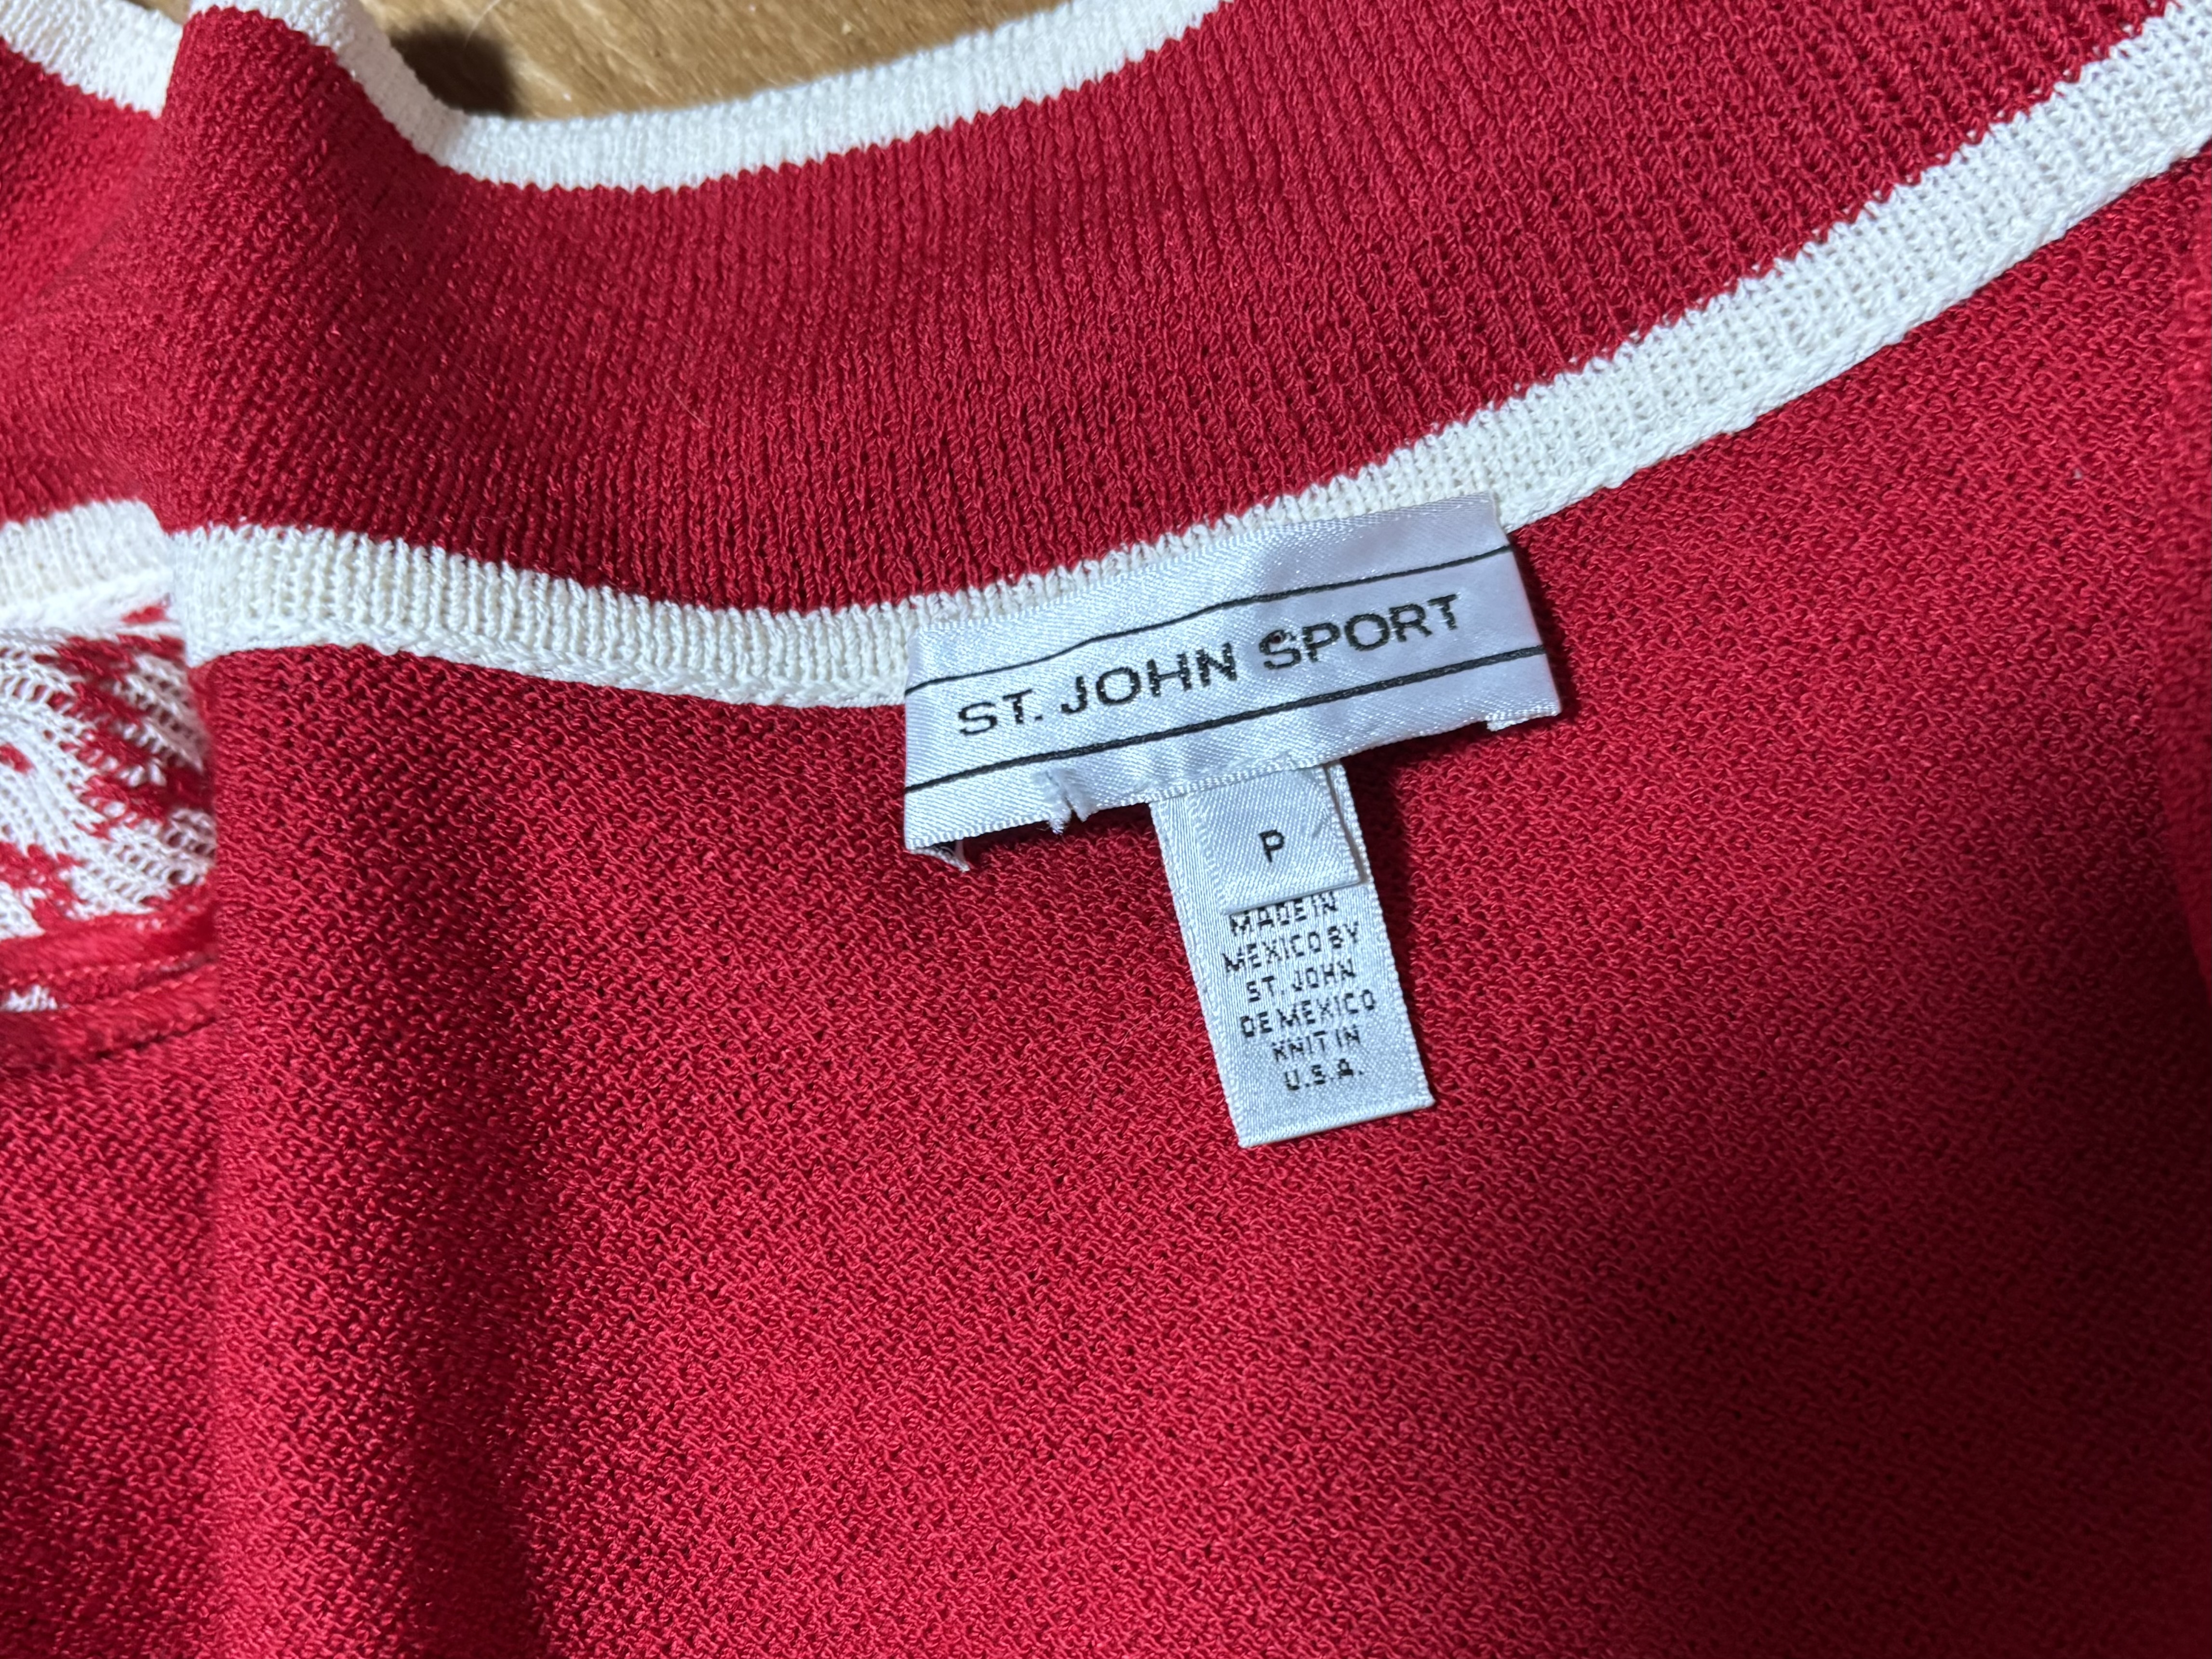 ST. JOHN SPORT
P
MADE IN
MEXICO BY
ST. JOHN
DE MEXICO
KNIT IN
U.S.A.